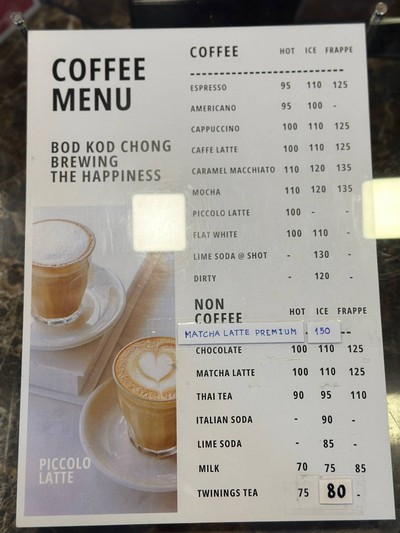 COFFEE
MENU
BOD KOD CHONG
BREWING
THE HAPPINESS
PICCOLO
LATTE
COFFEE HOT ICE FRAPPE
ESPRESSO 95 110 125
AMERICANO 95 100 -
CAPPUCCINO 100 110 125
CAFFE LATTE 100 110 125
CARAMEL MACCHIATO 110 120 135
MOCHA 110 120 135
PICCOLO LATTE 100 - -
FLAT WHITE 100 110 -
LIME SODA @ SHOT - 130 -
DIRTY - 120 -
NON
COFFEE HOT ICE FRAPPE
MATCHA LATTE PREMIUM 150
CHOCOLATE 100 110 125
MATCHA LATTE 100 110 125
THAI TEA 90 95 110
ITALIAN SODA - 90 -
LIME SODA - 85 -
MILK 70 75 85
TWININGS TEA 75 80 -